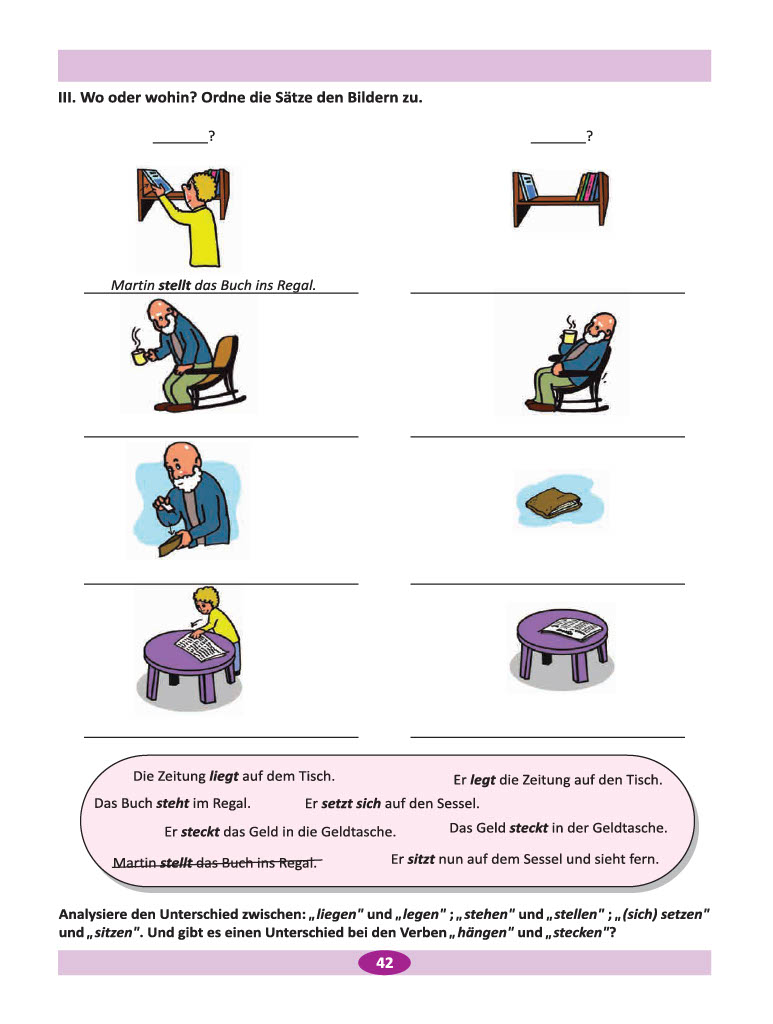 III. Wo oder wohin? Ordne die Sätze den Bildern zu.
_______? _______?
Martin stellt das Buch ins Regal.
Die Zeitung liegt auf dem Tisch.
Er legt die Zeitung auf den Tisch.
Das Buch steht im Regal. Er setzt sich auf den Sessel.
Er steckt das Geld in die Geldtasche. Das Geld steckt in der Geldtasche.
Martin stellt das Buch ins Regal. Er sitzt nun auf dem Sessel und sieht fern.
Analysiere den Unterschied zwischen: „liegen" und „legen" ; „stehen" und „stellen" ; „(sich) setzen"
und „sitzen". Und gibt es einen Unterschied bei den Verben „hängen" und „stecken"?
42